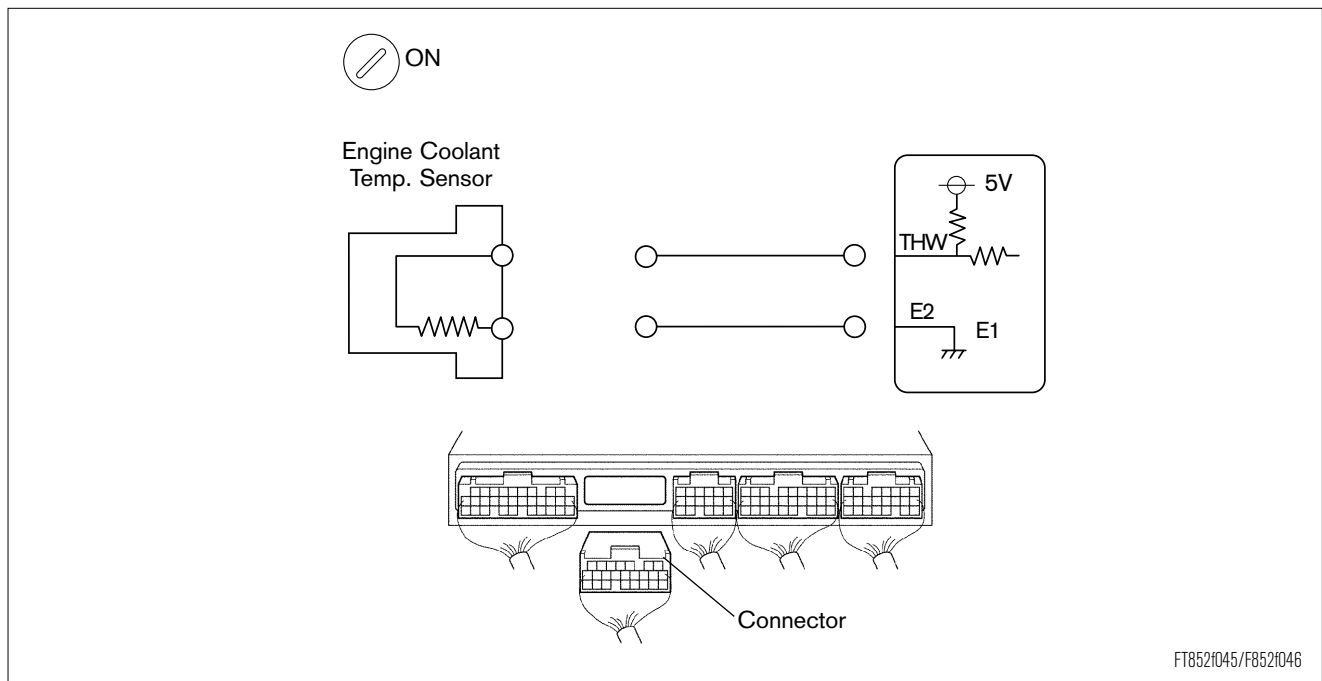 ON
Engine Coolant
Temp. Sensor
5V
THW
E2
E1
Connector
FT852f045/F852f046